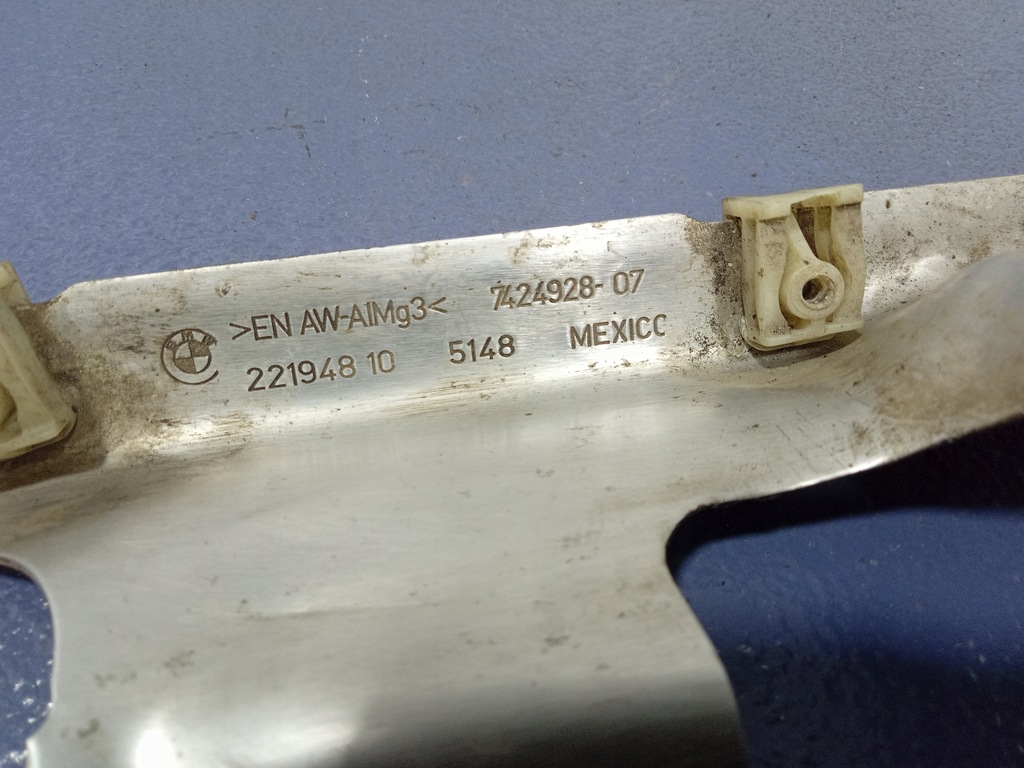 >EN AW-AlMg3< 7424928-07
221948 10 5148 MEXICO